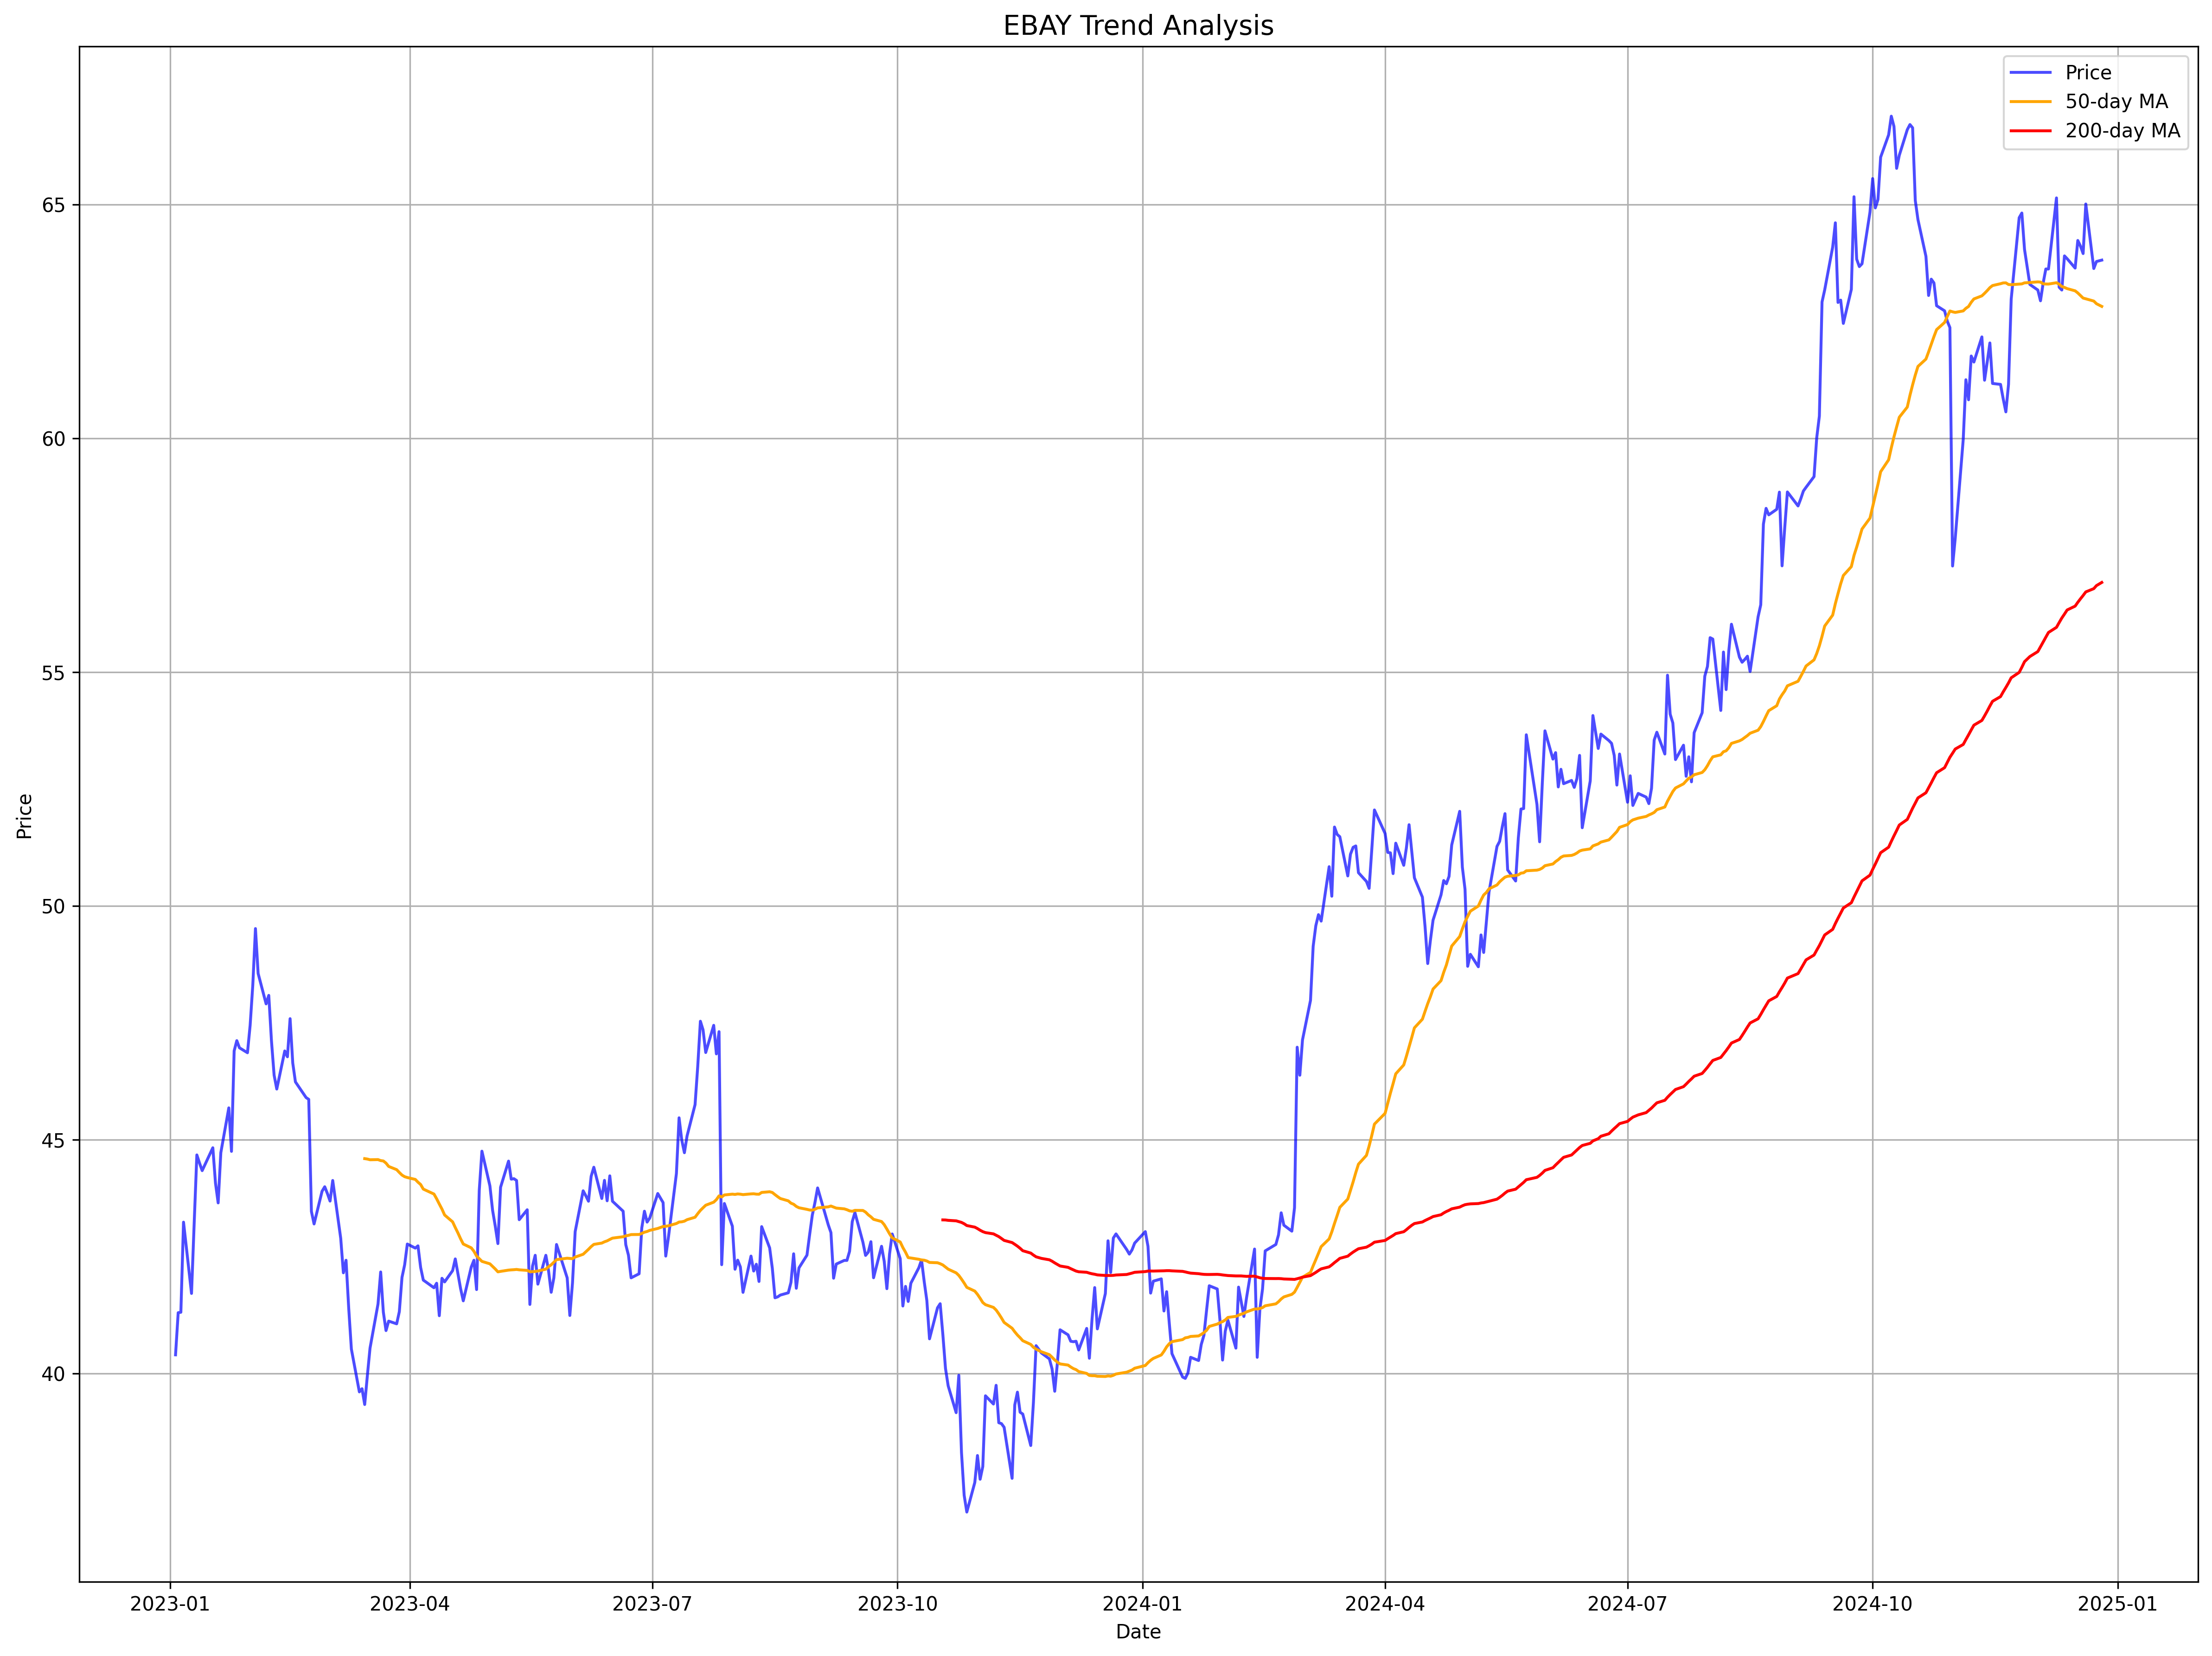 EBAY Trend Analysis
Price
50-day MA
200-day MA
65
60
55
50
45
40
Price
2023-01
2023-04
2023-07
2023-10
2024-01
2024-04
2024-07
2024-10
2025-01
Date